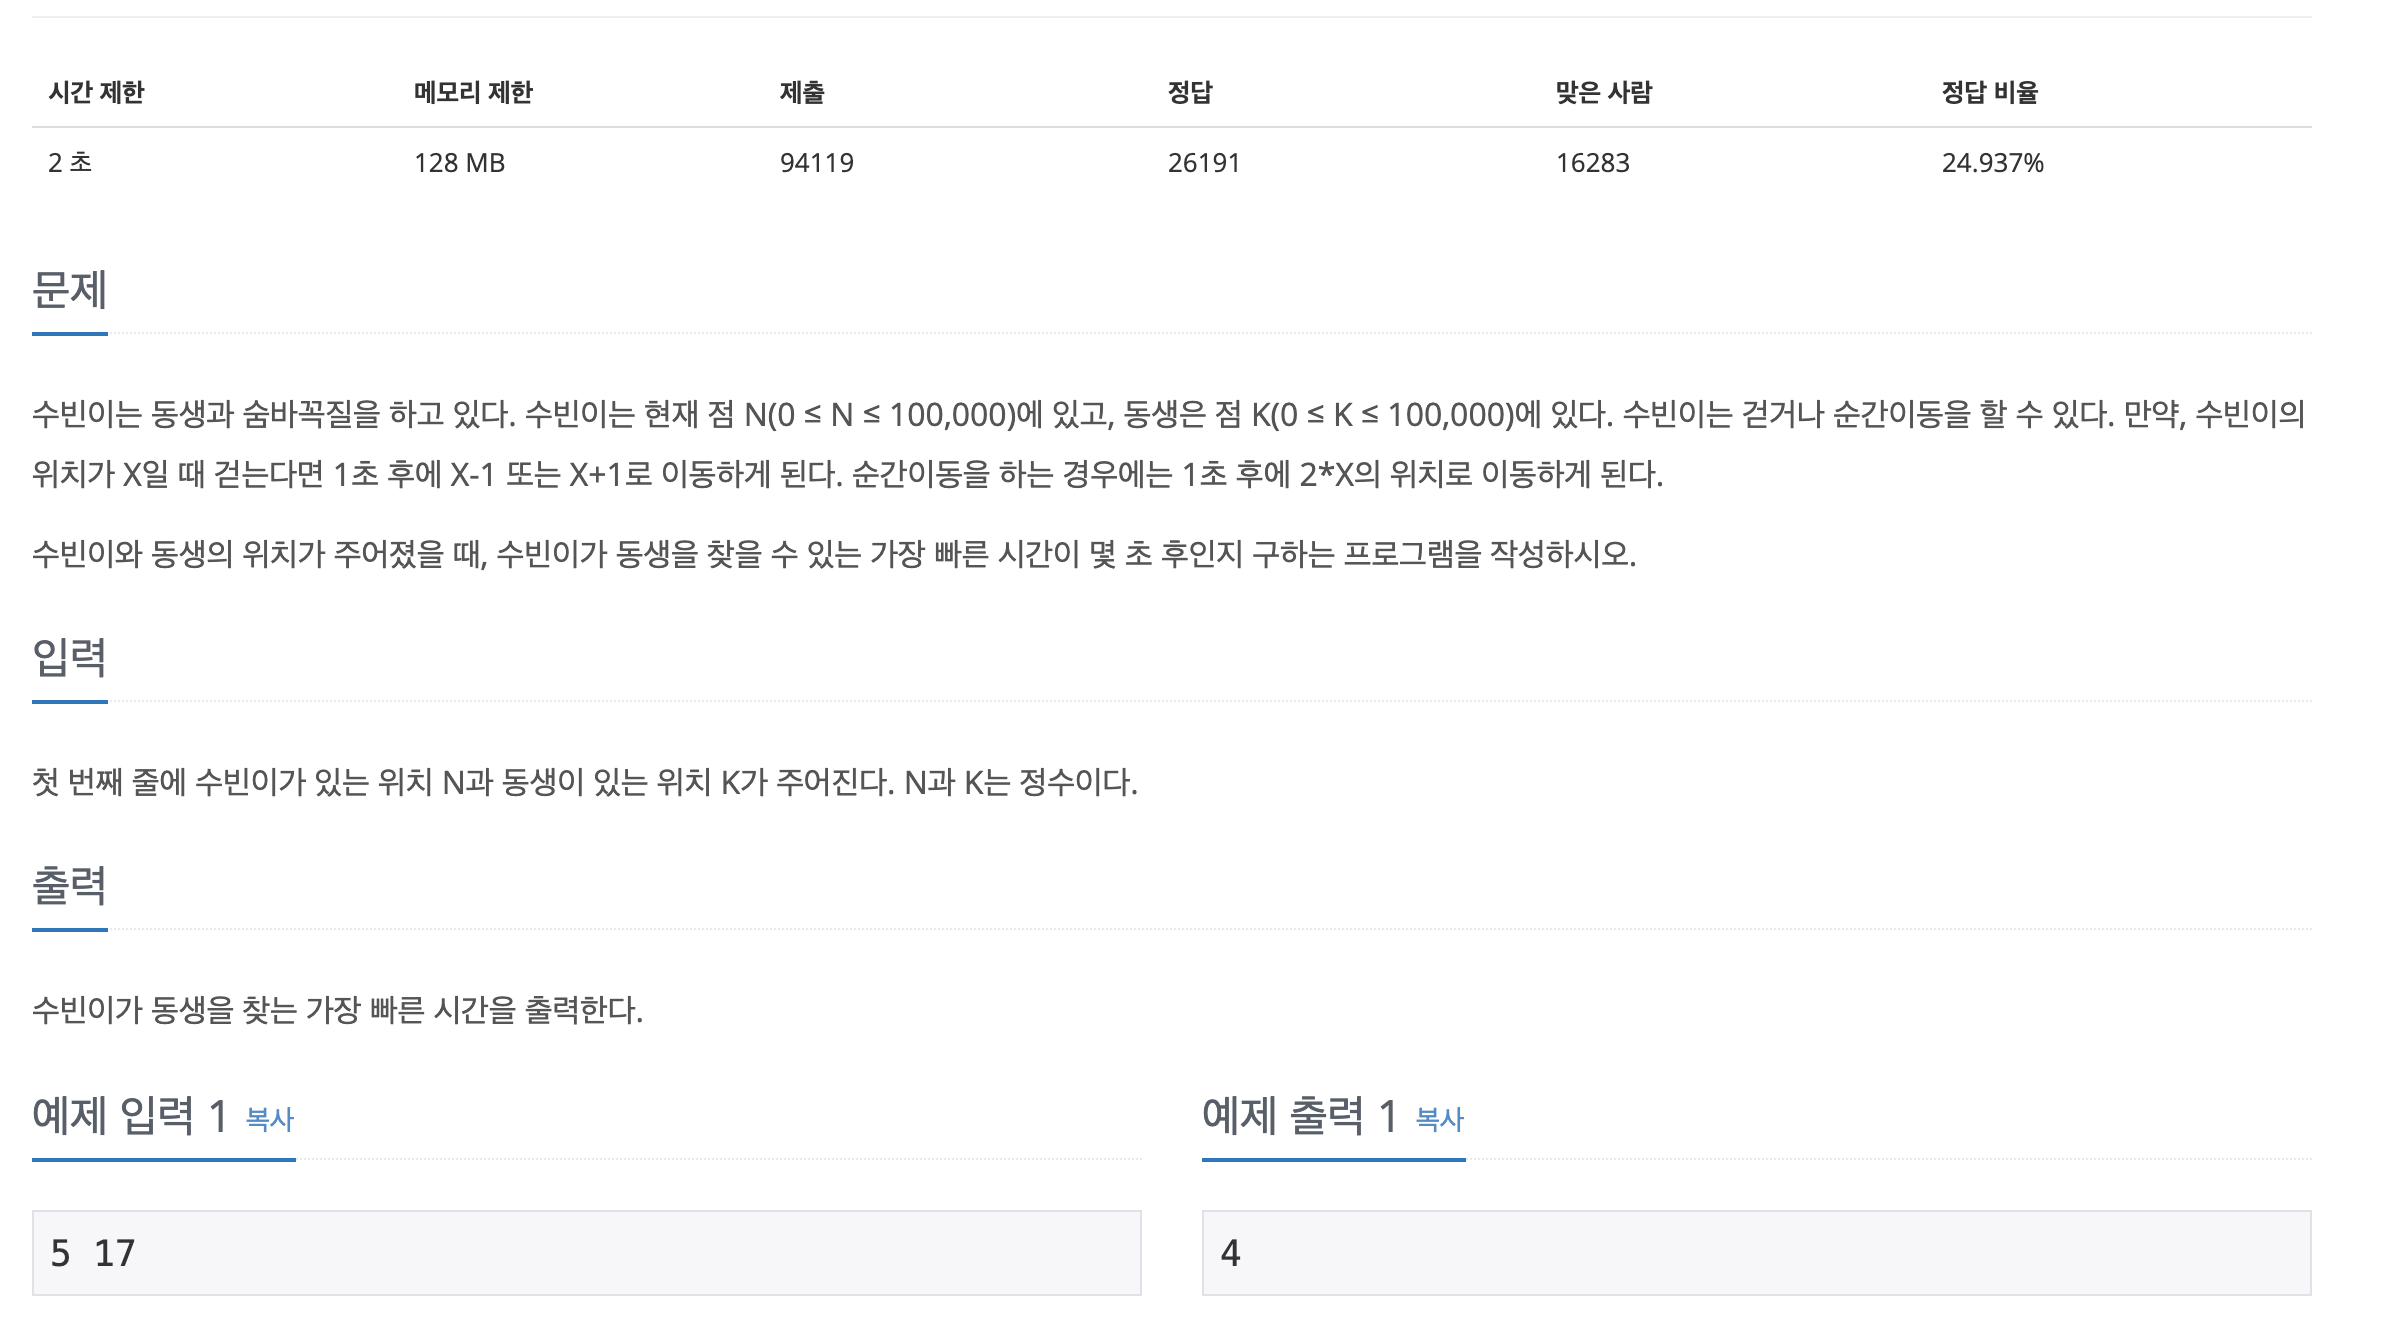 시간 제한 메모리 제한 제출 정답 맞은 사람 정답 비율
2 초 128 MB 94119 26191 16283 24.937%
문제
수빈이는 동생과 숨바꼭질을 하고 있다. 수빈이는 현재 점 N(0 ≤ N ≤ 100,000)에 있고, 동생은 점 K(0 ≤ K ≤ 100,000)에 있다. 수빈이는 걷거나 순간이동을 할 수 있다. 만약, 수빈이의
위치가 X일 때 걷는다면 1초 후에 X-1 또는 X+1로 이동하게 된다. 순간이동을 하는 경우에는 1초 후에 2*X의 위치로 이동하게 된다.
수빈이와 동생의 위치가 주어졌을 때, 수빈이가 동생을 찾을 수 있는 가장 빠른 시간이 몇 초 후인지 구하는 프로그램을 작성하시오.
입력
첫 번째 줄에 수빈이가 있는 위치 N과 동생이 있는 위치 K가 주어진다. N과 K는 정수이다.
출력
수빈이가 동생을 찾는 가장 빠른 시간을 출력한다.
예제 입력 1 복사
5 17
예제 출력 1 복사
4